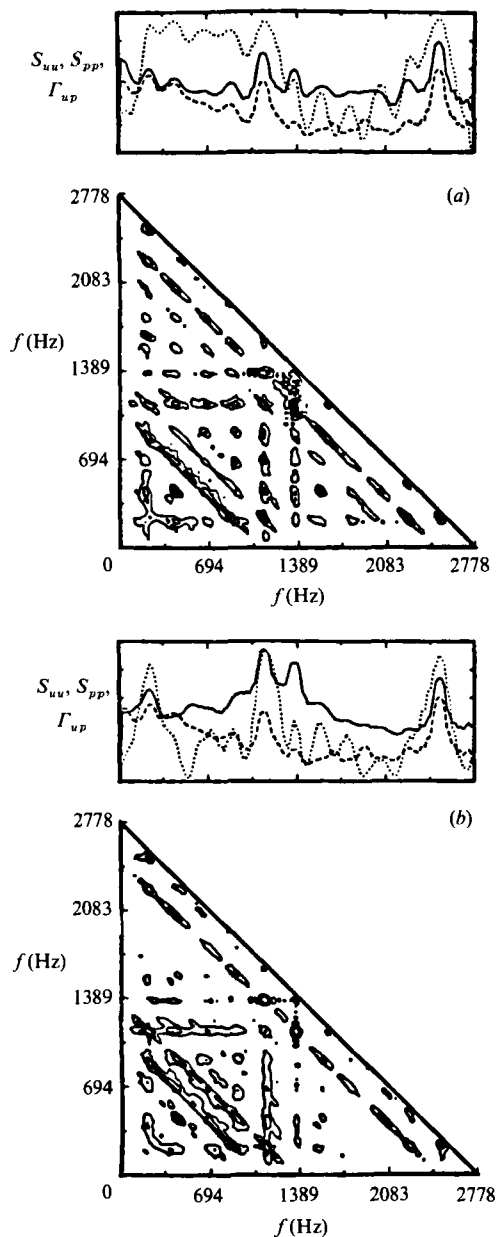 S_uu, S_pp,
Γ_up
2778
(a)
2083
f (Hz)
1389
694
0
694
1389
2083
2778
f (Hz)
S_uu, S_pp,
Γ_up
2778
(b)
2083
f (Hz)
1389
694
0
694
1389
2083
2778
f (Hz)